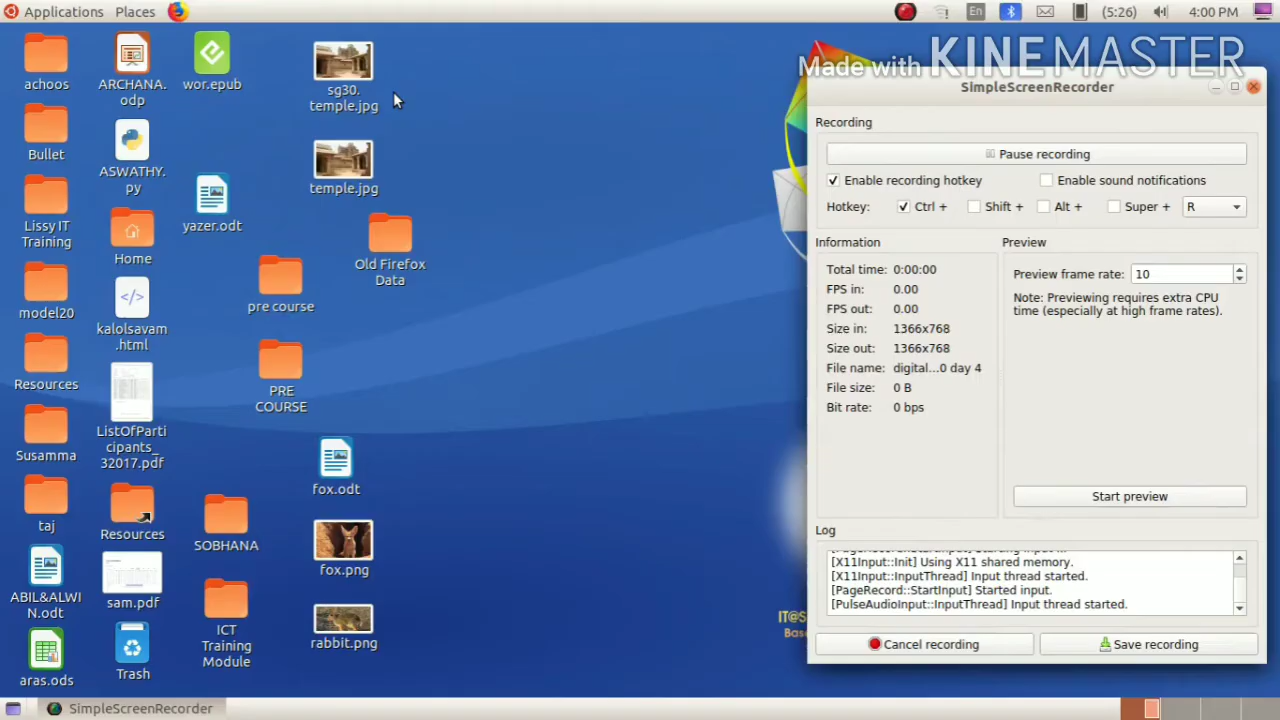 Applications Places
En
(5:26)
4:00 PM
Made with KINEMASTER
achoos
Bullet
Lissy IT
Training
model20
Resources
Susamma
taj
ABIL&ALWI
N.odt
aras.ods
ARCHANA.
odp
ASWATHY.
py
Home
kalolsavam
.html
ListOfParti
cipants_
32017.pdf
Resources
sam.pdf
Trash
wor.epub
yazer.odt
pre course
PRE
COURSE
SOBHANA
ICT
Training
Module
sg30.
temple.jpg
temple.jpg
Old Firefox
Data
fox.odt
fox.png
rabbit.png
IT@S
Base
SimpleScreenRecorder
Recording
Pause recording
Enable recording hotkey
Enable sound notifications
Hotkey: Ctrl + Shift + Alt + Super + R
Information
Total time: 0:00:00
FPS in: 0.00
FPS out: 0.00
Size in: 1366x768
Size out: 1366x768
File name: digital...0 day 4
File size: 0 B
Bit rate: 0 bps
Preview
Preview frame rate: 10
Note: Previewing requires extra CPU
time (especially at high frame rates).
Start preview
Log
[X11Input::Init] Using X11 shared memory.
[X11Input::InputThread] Input thread started.
[PageRecord::StartInput] Started input.
[PulseAudioInput::InputThread] Input thread started.
Cancel recording
Save recording
SimpleScreenRecorder